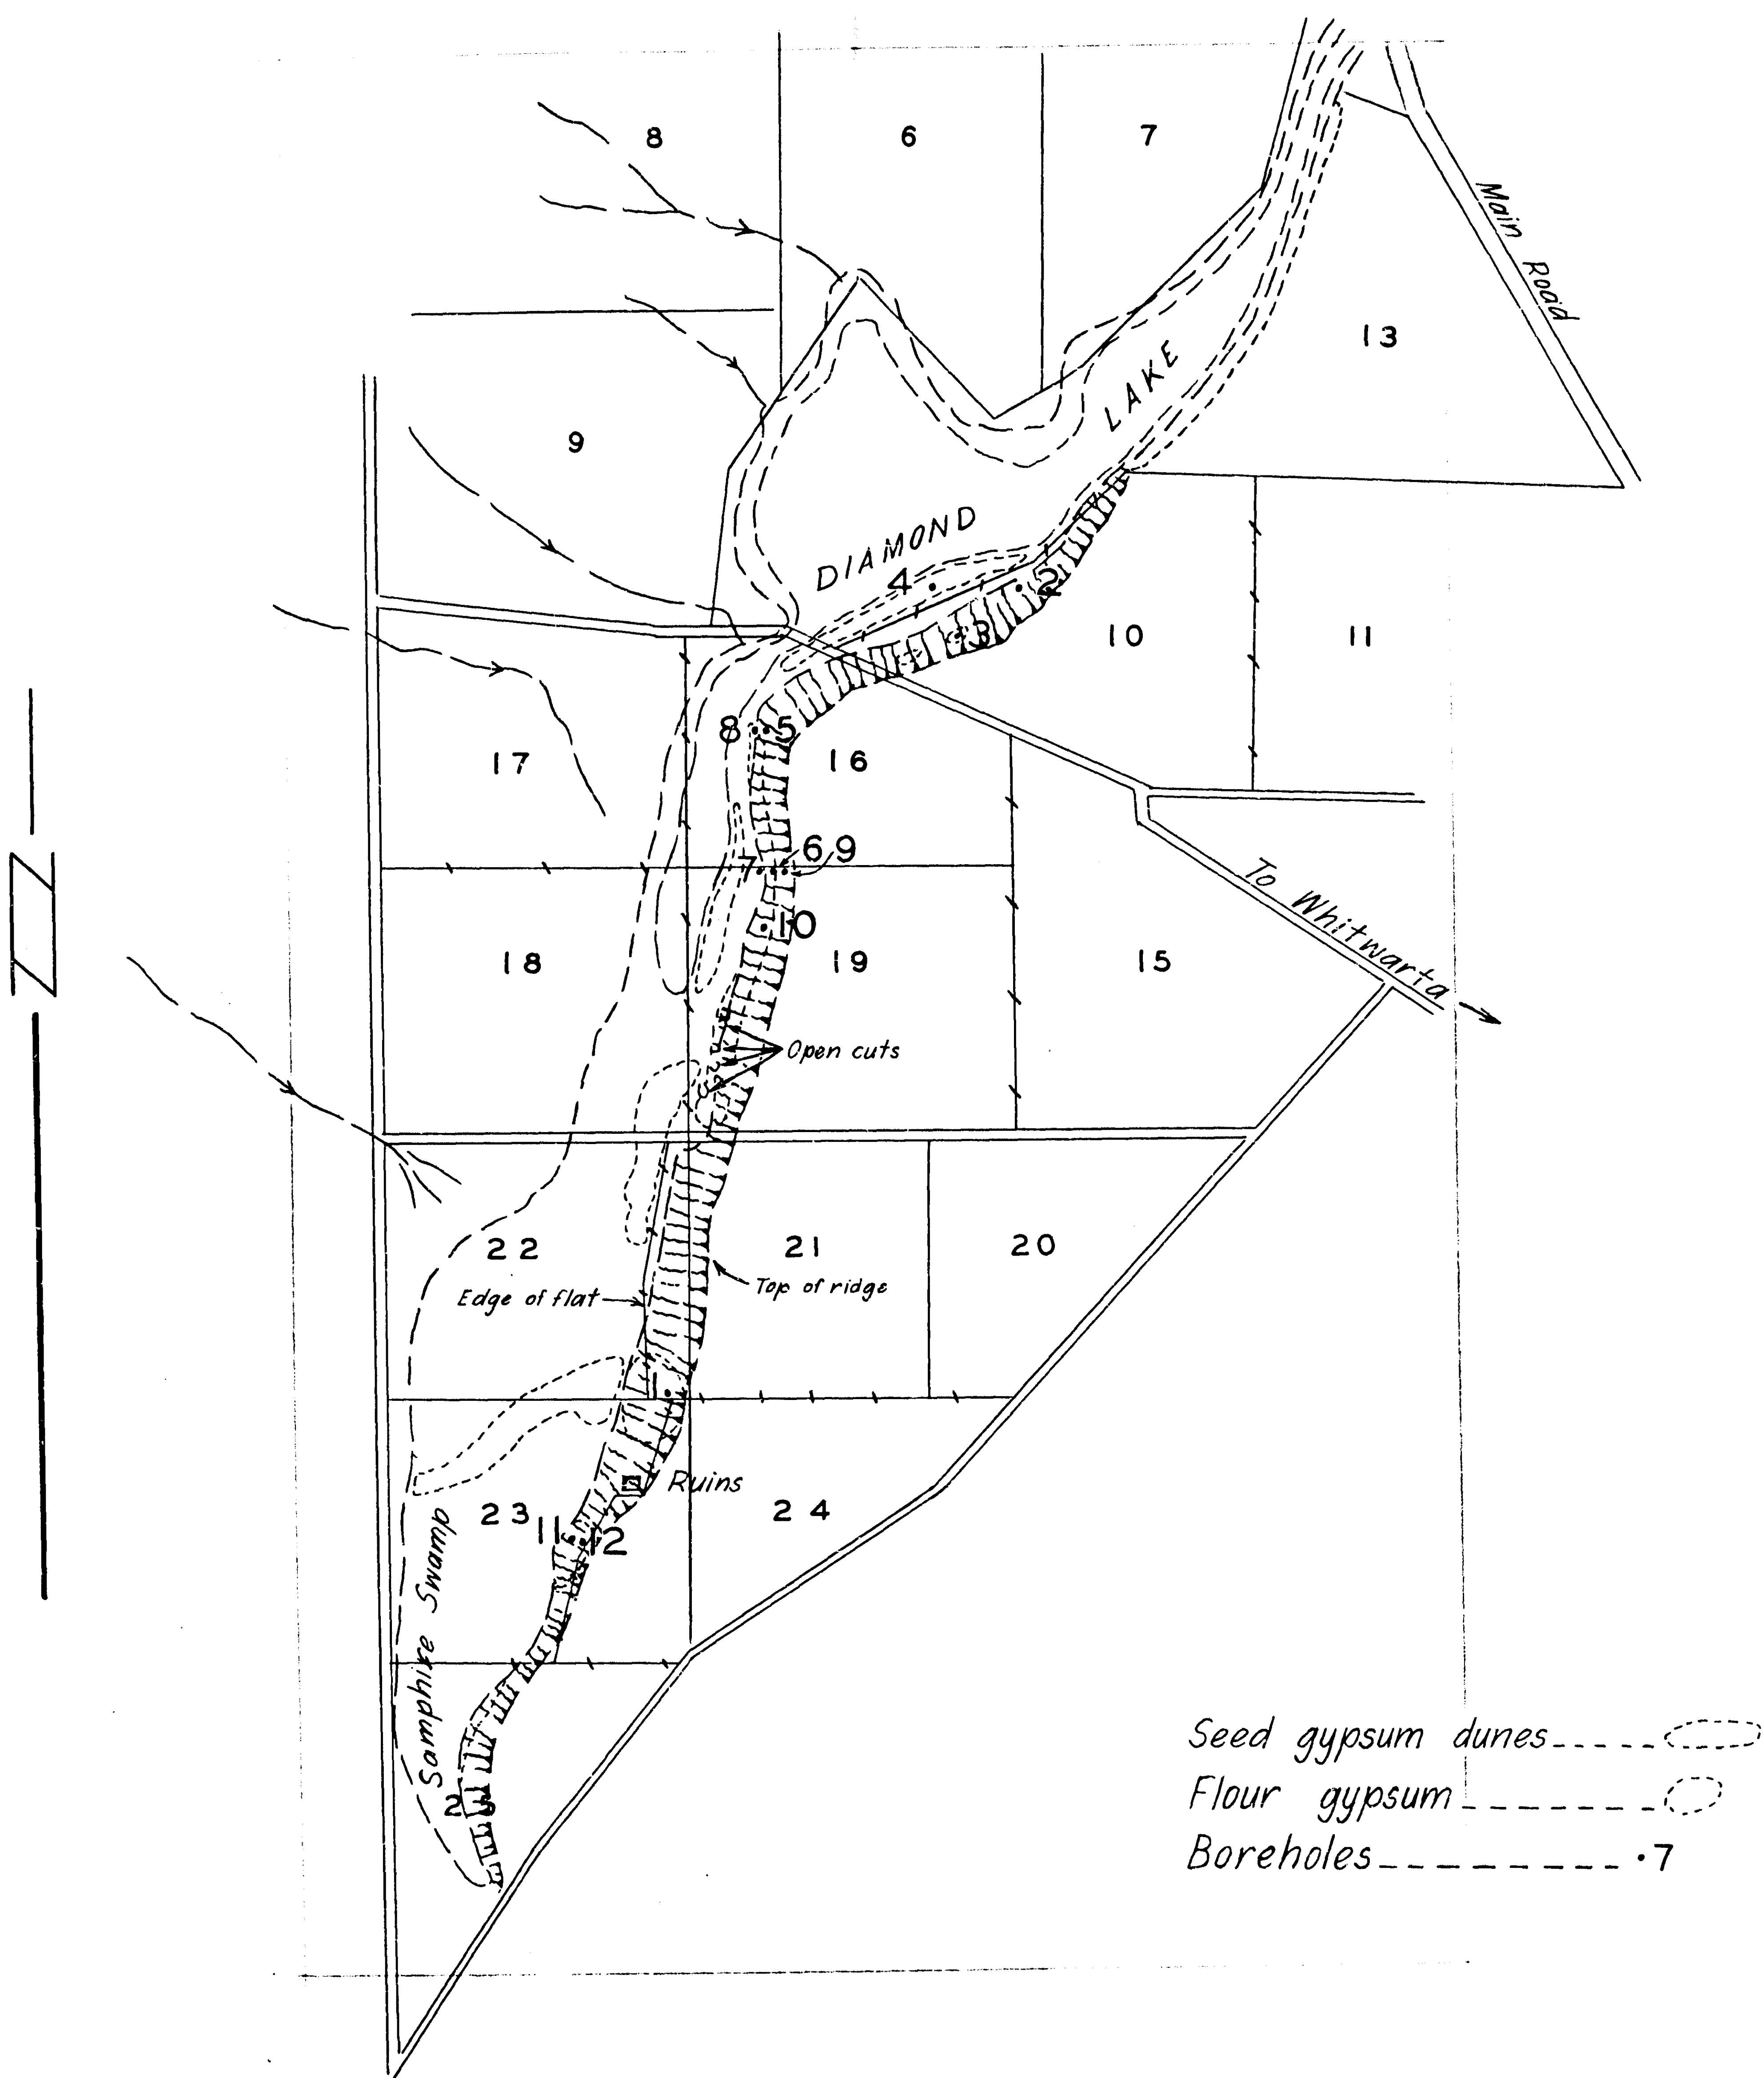 8
6
7
Main Road
13
LAKE
9
DIAMOND
4
2
3
10
11
8
5
17
16
6 9
7
10
To Whitwarta
18
19
15
Open cuts
22
21
20
Top of ridge
Edge of flat
1
Ruins
23
24
11
12
Samphire Swamp
Seed gypsum dunes
Flour gypsum
Boreholes
.7
N